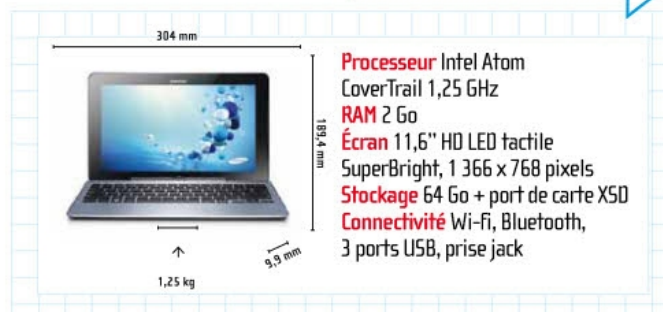 304 mm
189,4 mm
9,9 mm
1,25 kg
Processeur Intel Atom
CoverTrail 1,25 GHz
RAM 2 Go
Écran 11,6” HD LED tactile
SuperBright, 1 366 x 768 pixels
Stockage 64 Go + port de carte XSD
Connectivité Wi-fi, Bluetooth,
3 ports USB, prise jack